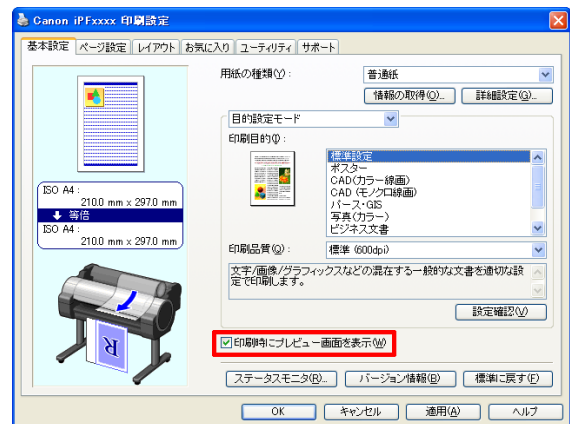 Canon iPFxxxx 印刷設定
基本設定 ページ設定 レイアウト お気に入り ユーティリティ サポート
用紙の種類(Y): 普通紙
情報の取得(Q)... 詳細設定(G)...
目的設定モード
印刷目的(I):
標準設定
ポスター
CAD(カラー線画)
CAD (モノクロ線画)
パース・GIS
写真(カラー)
ビジネス文書
ISO A4 :
210.0 mm x 297.0 mm
等倍
ISO A4 :
210.0 mm x 297.0 mm
印刷品質(Q): 標準 (600dpi)
文字/画像/グラフィックスなどの混在する一般的な文書を適切な設
定で印刷します。
設定確認(V)
印刷時にプレビュー画面を表示(W)
R
ステータスモニタ(R)... バージョン情報(B) 標準に戻す(F)
OK キャンセル 適用(A) ヘルプ